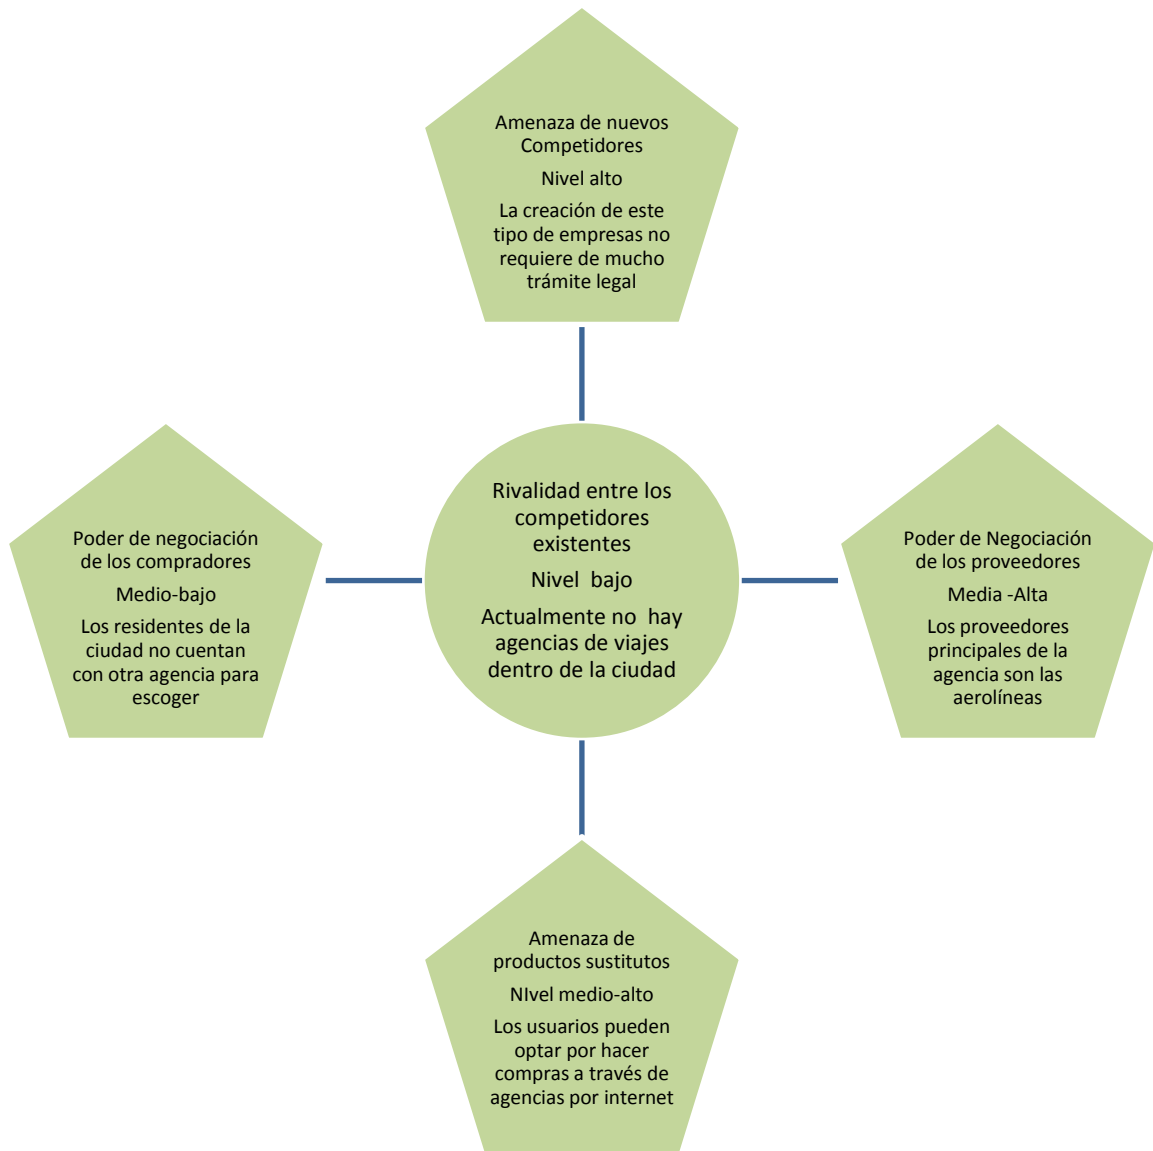 Amenaza de nuevos
Competidores
Nivel alto
La creación de este
tipo de empresas no
requiere de mucho
trámite legal
Poder de negociación
de los compradores
Medio-bajo
Los residentes de la
ciudad no cuentan
con otra agencia para
escoger
Rivalidad entre los
competidores
existentes
Nivel bajo
Actualmente no hay
agencias de viajes
dentro de la ciudad
Poder de Negociación
de los proveedores
Media -Alta
Los proveedores
principales de la
agencia son las
aerolíneas
Amenaza de
productos sustitutos
NIvel medio-alto
Los usuarios pueden
optar por hacer
compras a través de
agencias por internet